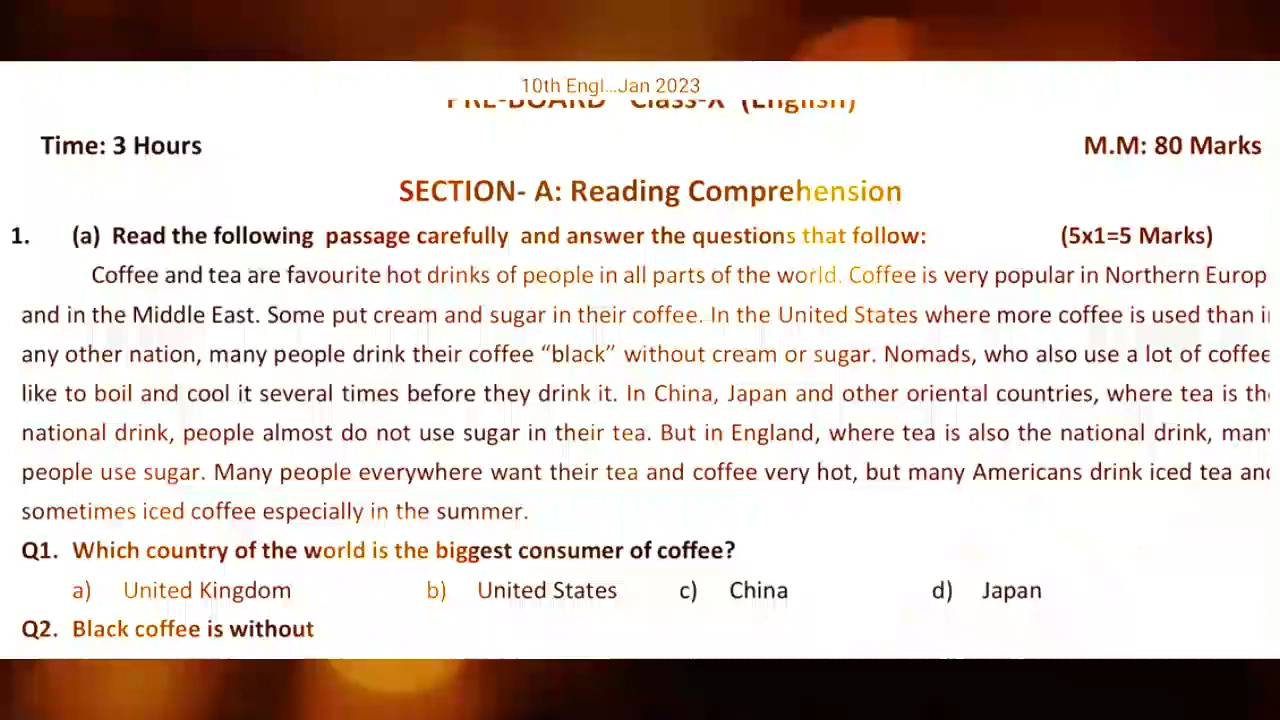 10th Engl...Jan 2023
PRE-BOARD Class-X (English)
Time: 3 Hours
M.M: 80 Marks
SECTION- A: Reading Comprehension
1. (a) Read the following passage carefully and answer the questions that follow: (5x1=5 Marks)
Coffee and tea are favourite hot drinks of people in all parts of the world. Coffee is very popular in Northern Europ
and in the Middle East. Some put cream and sugar in their coffee. In the United States where more coffee is used than i
any other nation, many people drink their coffee “black” without cream or sugar. Nomads, who also use a lot of coffee
like to boil and cool it several times before they drink it. In China, Japan and other oriental countries, where tea is th
national drink, people almost do not use sugar in their tea. But in England, where tea is also the national drink, man
people use sugar. Many people everywhere want their tea and coffee very hot, but many Americans drink iced tea and
sometimes iced coffee especially in the summer.
Q1. Which country of the world is the biggest consumer of coffee?
a) United Kingdom b) United States c) China d) Japan
Q2. Black coffee is without